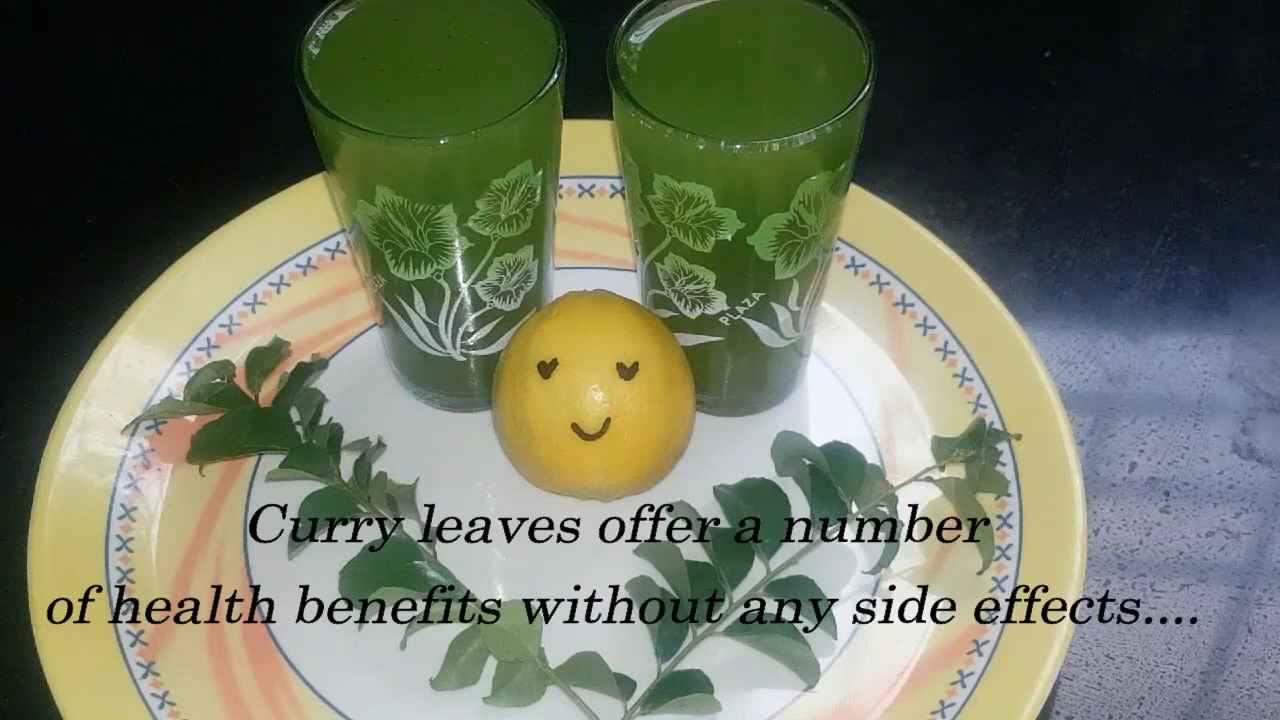 PLAZA
Curry leaves offer a number
of health benefits without any side effects....